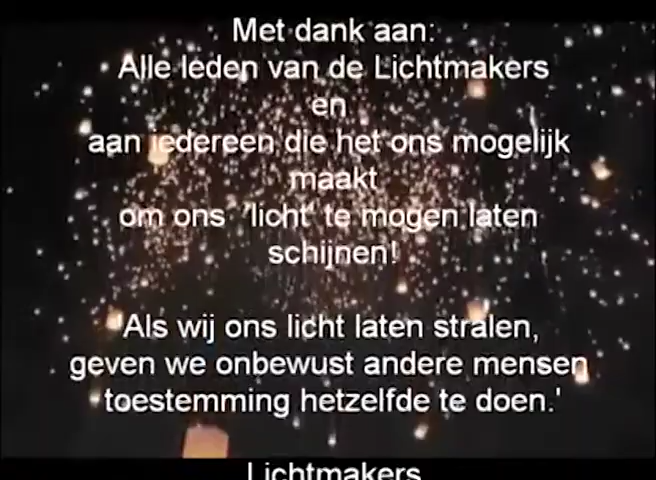 Met dank aan:
Alle leden van de Lichtmakers
en
aan iedereen die het ons mogelijk
maakt
om ons 'licht' te mogen laten
schijnen!
'Als wij ons licht laten stralen,
geven we onbewust andere mensen
toestemming hetzelfde te doen.'
Lichtmakers